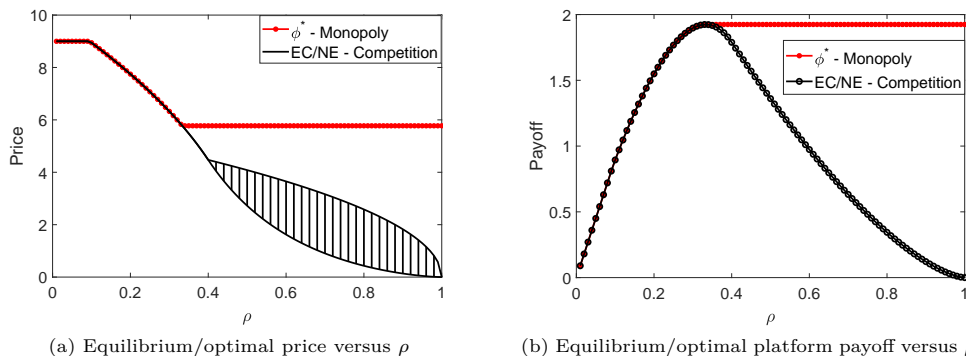 10
8
6
4
2
0
Price
ϕ* - Monopoly
EC/NE - Competition
0 0.2 0.4 0.6 0.8 1
ρ
(a) Equilibrium/optimal price versus ρ
2
1.5
1
0.5
0
Payoff
ϕ* - Monopoly
EC/NE - Competition
0 0.2 0.4 0.6 0.8 1
ρ
(b) Equilibrium/optimal platform payoff versus